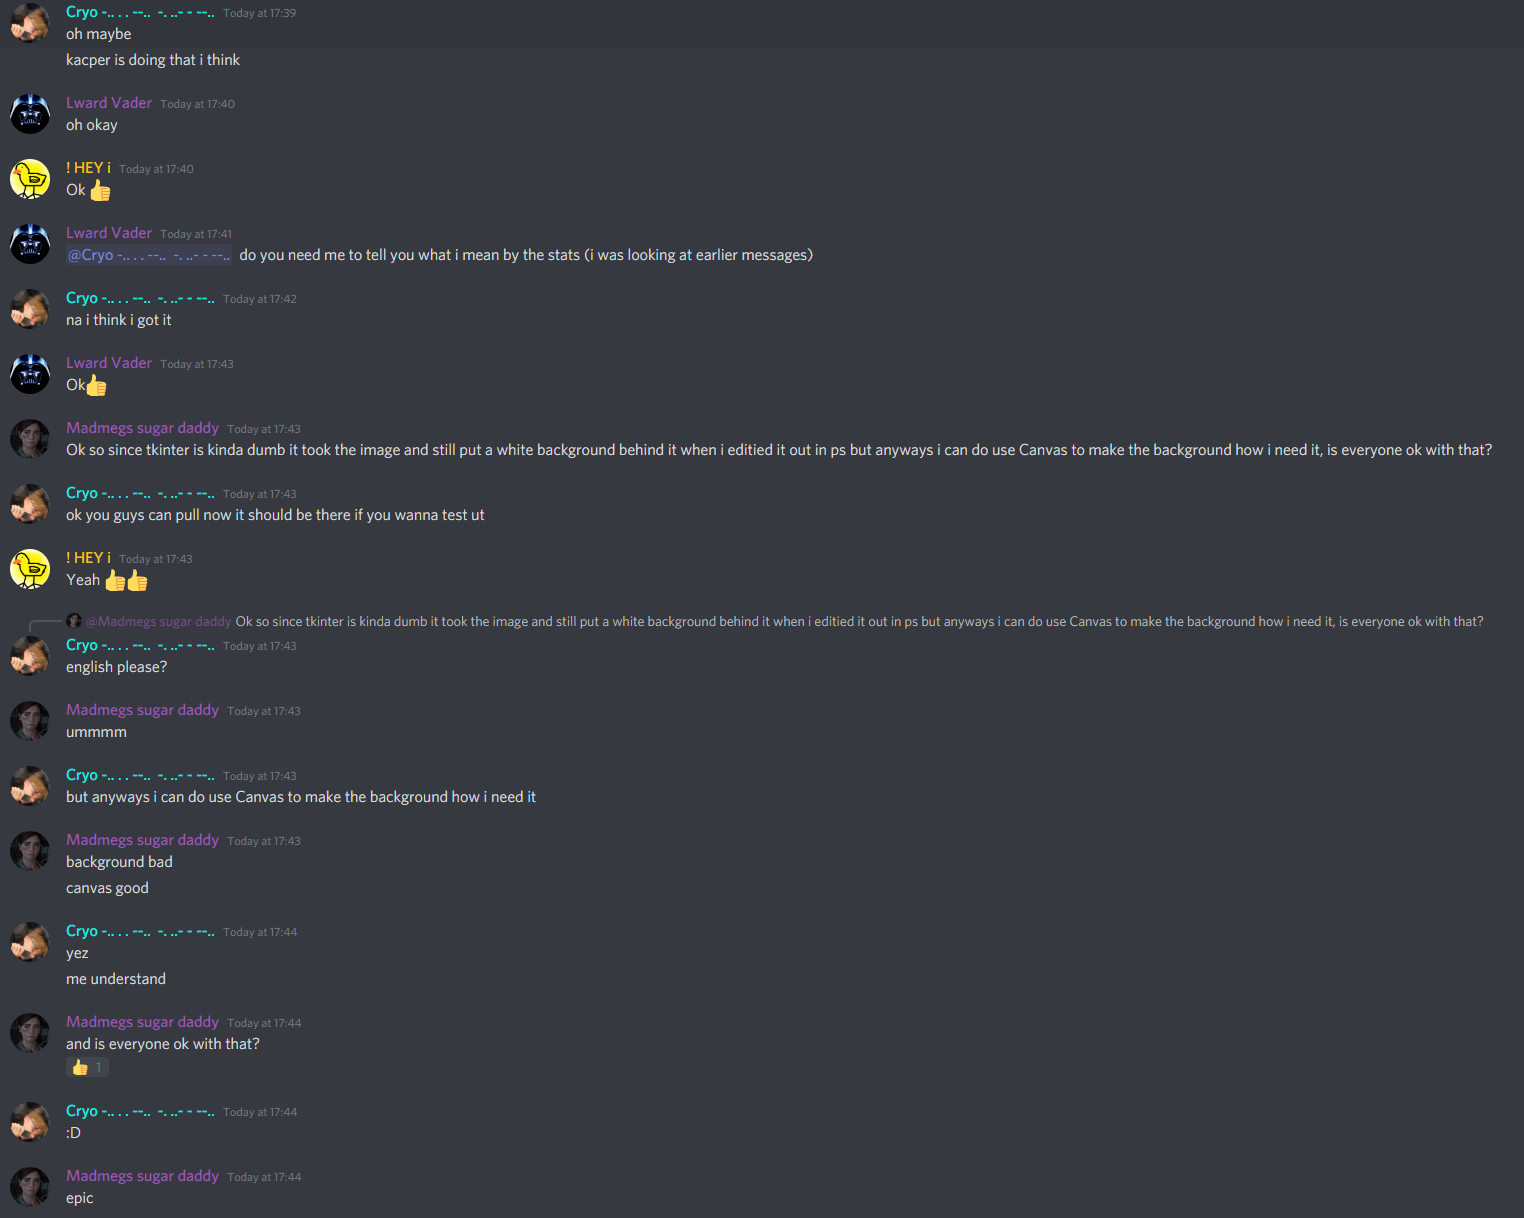 Cryo -.. . . --.. -. ..- - --.. Today at 17:39
oh maybe
kacper is doing that i think
Lward Vader Today at 17:40
oh okay
! HEY i Today at 17:40
Ok 👍
Lward Vader Today at 17:41
@Cryo -.. . . --.. -. ..- - --.. do you need me to tell you what i mean by the stats (i was looking at earlier messages)
Cryo -.. . . --.. -. ..- - --.. Today at 17:42
na i think i got it
Lward Vader Today at 17:43
Ok👍
Madmegs sugar daddy Today at 17:43
Ok so since tkinter is kinda dumb it took the image and still put a white background behind it when i editied it out in ps but anyways i can do use Canvas to make the background how i need it, is everyone ok with that?
Cryo -.. . . --.. -. ..- - --.. Today at 17:43
ok you guys can pull now it should be there if you wanna test ut
! HEY i Today at 17:43
Yeah 👍👍
@Madmegs sugar daddy Ok so since tkinter is kinda dumb it took the image and still put a white background behind it when i editied it out in ps but anyways i can do use Canvas to make the background how i need it, is everyone ok with that?
Cryo -.. . . --.. -. ..- - --.. Today at 17:43
english please?
Madmegs sugar daddy Today at 17:43
ummmm
Cryo -.. . . --.. -. ..- - --.. Today at 17:43
but anyways i can do use Canvas to make the background how i need it
Madmegs sugar daddy Today at 17:43
background bad
canvas good
Cryo -.. . . --.. -. ..- - --.. Today at 17:44
yez
me understand
Madmegs sugar daddy Today at 17:44
and is everyone ok with that?
👍 1
Cryo -.. . . --.. -. ..- - --.. Today at 17:44
:D
Madmegs sugar daddy Today at 17:44
epic